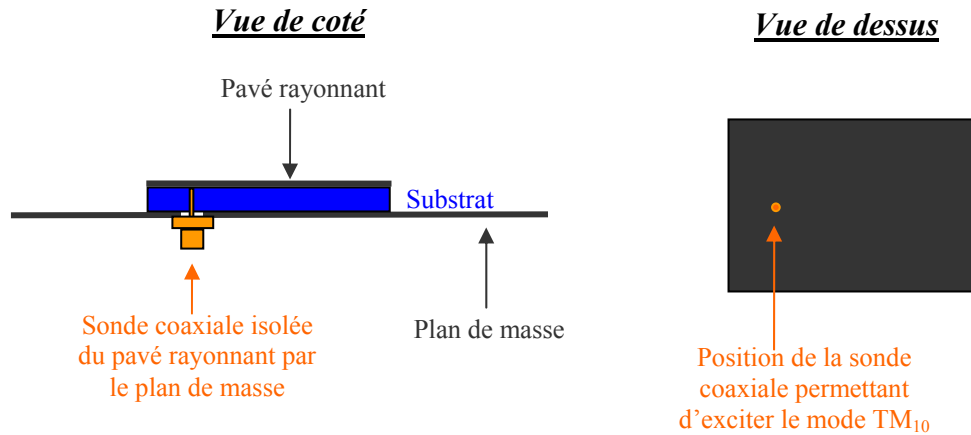 Vue de coté
Vue de dessus
Pavé rayonnant
Substrat
Sonde coaxiale isolée
du pavé rayonnant par
le plan de masse
Plan de masse
Position de la sonde
coaxiale permettant
d’exciter le mode TM₁₀